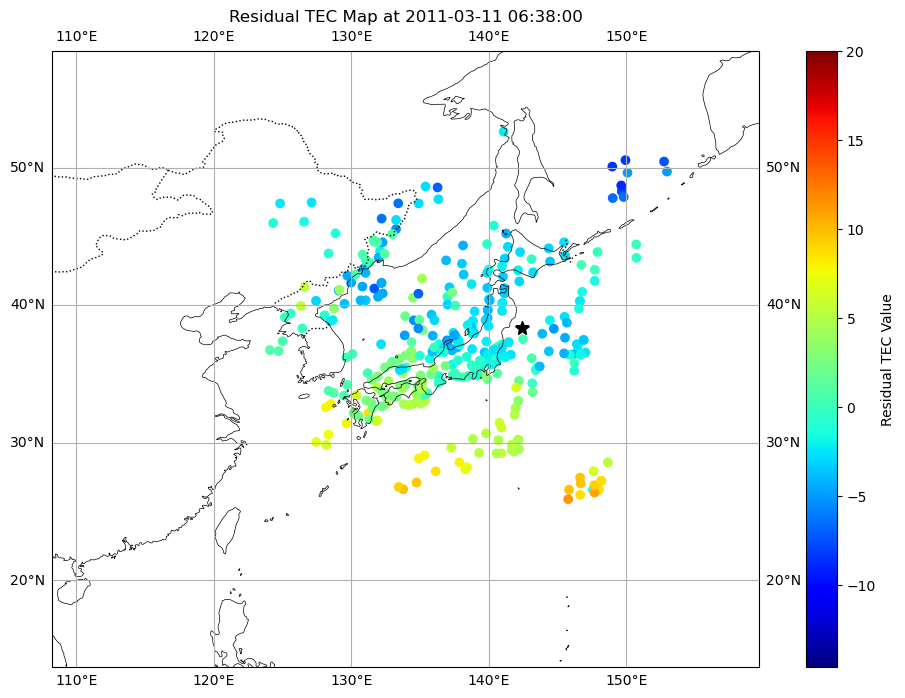 Residual TEC Map at 2011-03-11 06:38:00
110°E 120°E 130°E 140°E 150°E
20
15
50°N 50°N
10
40°N 40°N
5
Residual TEC Value
0
30°N 30°N
−5
20°N 20°N
−10
110°E 120°E 130°E 140°E 150°E